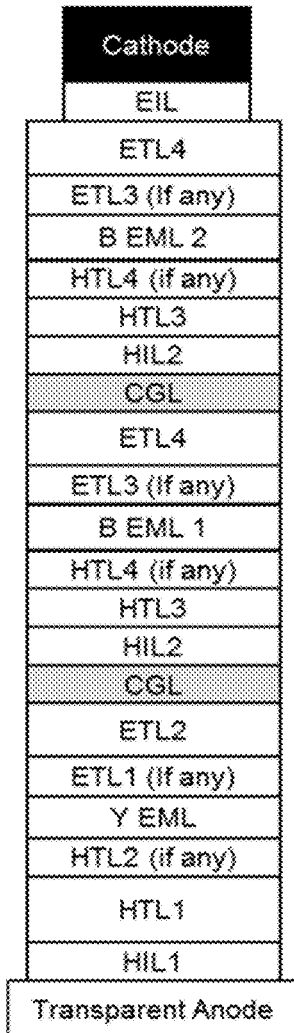 Cathode
EIL
ETL4
ETL3 (If any)
B EML 2
HTL4 (if any)
HTL3
HIL2
CGL
ETL4
ETL3 (If any)
B EML 1
HTL4 (if any)
HTL3
HIL2
CGL
ETL2
ETL1 (If any)
Y EML
HTL2 (if any)
HTL1
HIL1
Transparent Anode